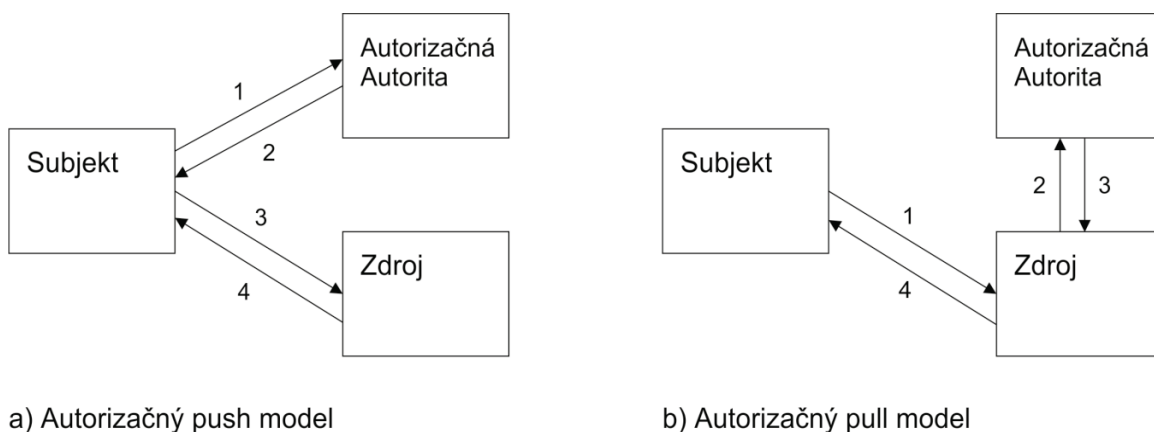 Autorizačná
Autorita
1
2
Subjekt
3
4
Zdroj
a) Autorizačný push model
Autorizačná
Autorita
Subjekt
2
3
1
4
Zdroj
b) Autorizačný pull model